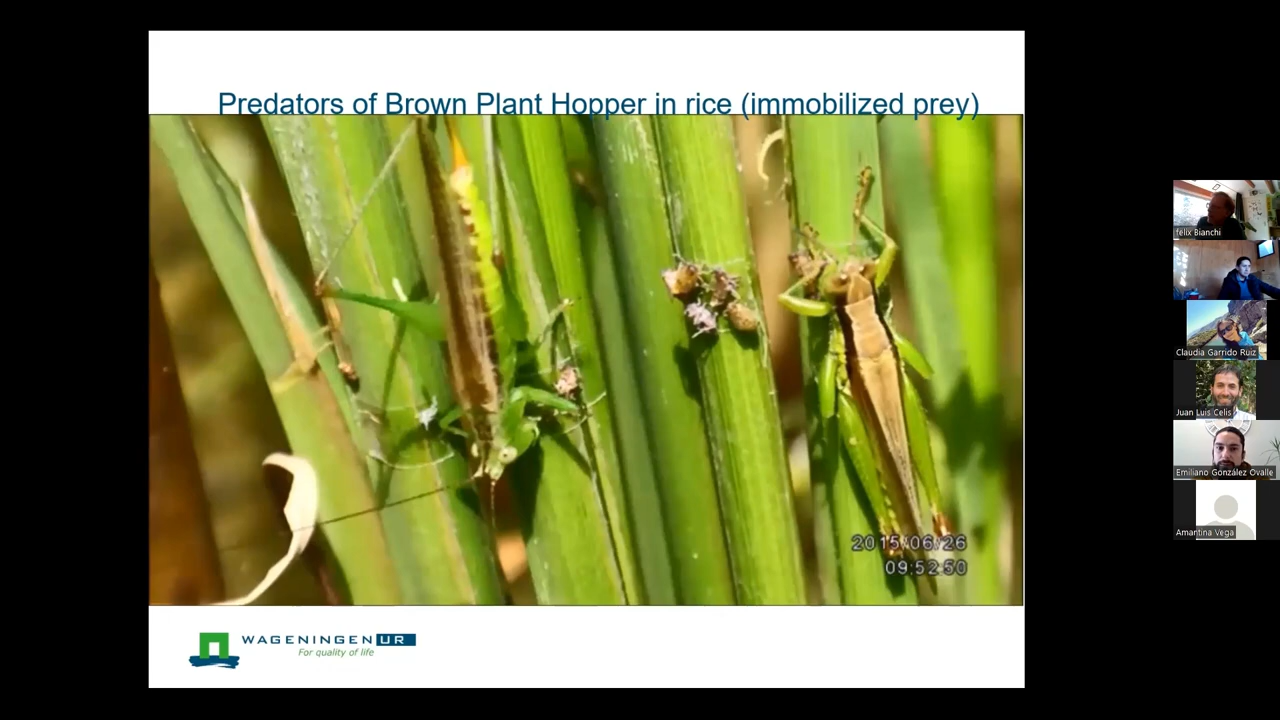 Predators of Brown Plant Hopper in rice (immobilized prey)
2015/06/26
09:52:50
WAGENINGEN UR
For quality of life
felix Bianchi
Claudia Garrido Ruiz
Juan Luis Celis
Emiliano González Ovalle
Amantina Vega